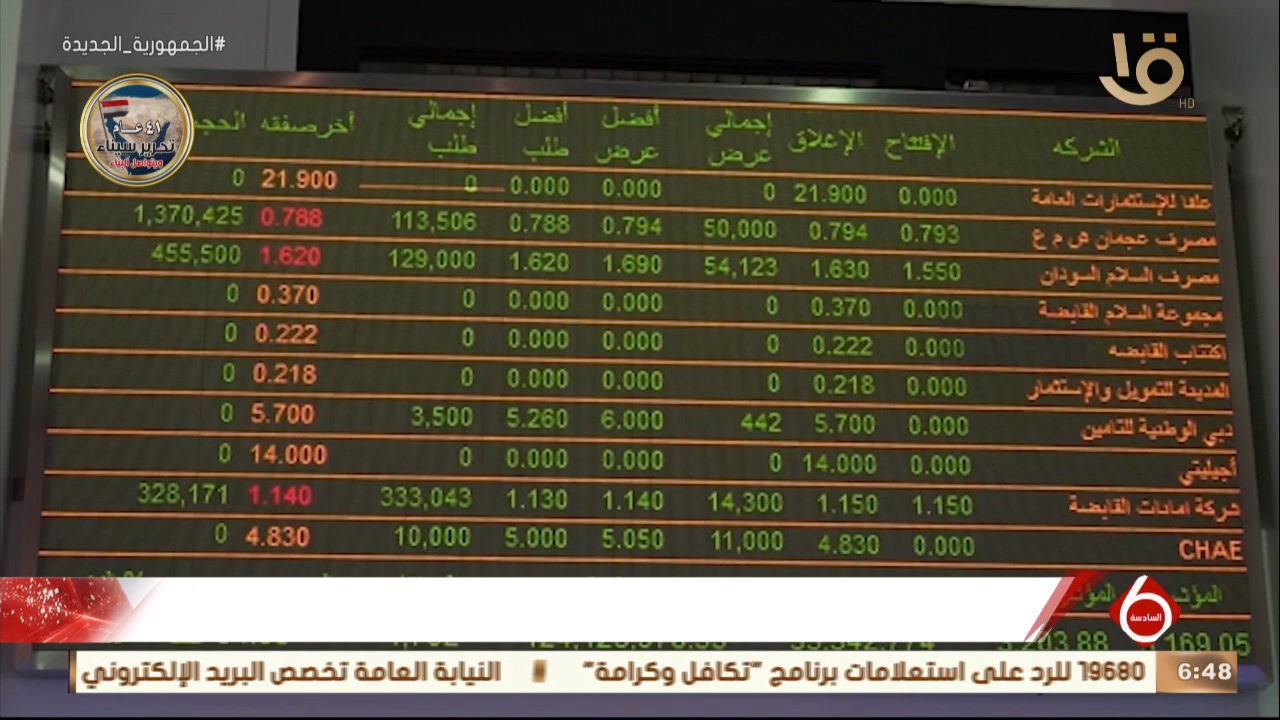 #الجمهورية_الجديدة
HD
٤١ عام
تحرير سيناء
ويتواصل البناء
الشركه الإفتتاح الإغلاق إجمالي عرض أفضل عرض أفضل طلب إجمالي طلب أخرصفقه الحجم
علفا للإستثمارات العامة 0.000 21.900 0 0.000 0.000 0 21.900 0
مصرف عجمان ش م ع 0.793 0.794 50,000 0.794 0.788 113,506 0.788 1,370,425
مصرف السلام السودان 1.550 1.630 54,123 1.690 1.620 129,000 1.620 455,500
مجموعة السلام القابضة 0.000 0.370 0 0.000 0.000 0 0.370 0
اكتتاب القابضه 0.000 0.222 0 0.000 0.000 0 0.222 0
المدينة للتمويل والإستثمار 0.000 0.218 0 0.000 0.000 0 0.218 0
دبي الوطنية للتامين 0.000 5.700 442 6.000 5.260 3,500 5.700 0
أجيليتي 0.000 14.000 0 0.000 0.000 0 14.000 0
شركة امانات القابضة 1.150 1.150 14,300 1.140 1.130 333,043 1.140 328,171
CHAE 0.000 4.830 11,000 5.050 5.000 10,000 4.830 0
السادسة
169.05 3,203.88
6:48 19680 للرد على استعلامات برنامج "تكافل وكرامة" النيابة العامة تخصص البريد الإلكتروني